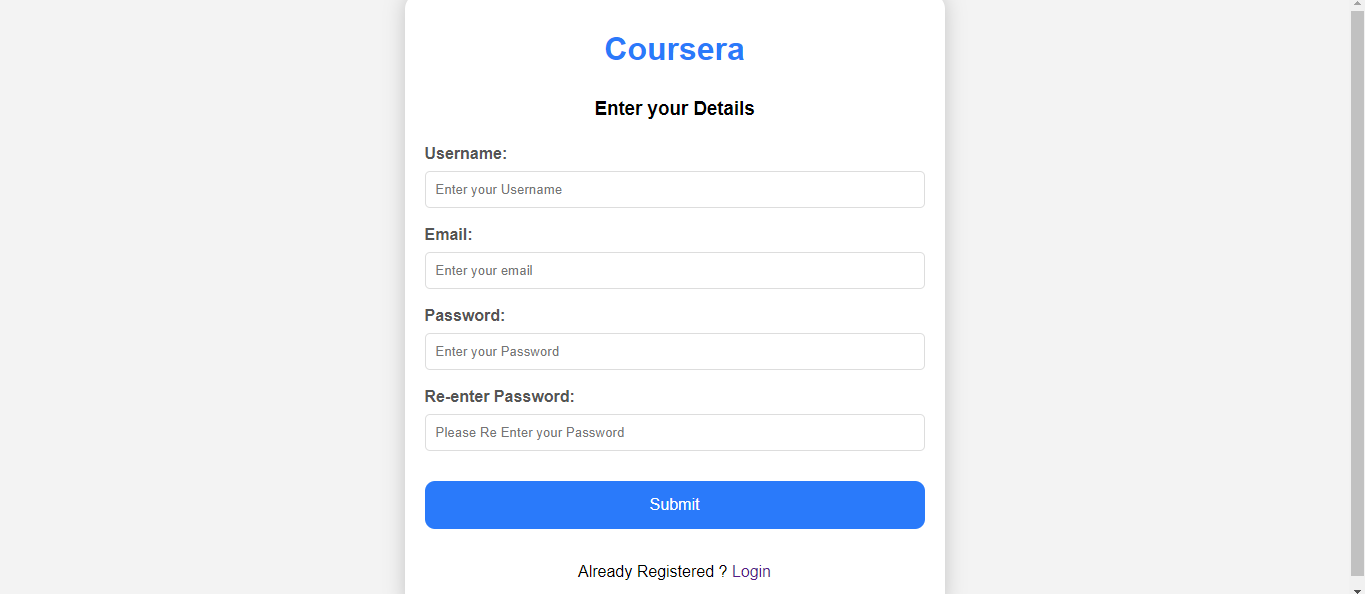 Coursera
Enter your Details
Username:
Enter your Username
Email:
Enter your email
Password:
Enter your Password
Re-enter Password:
Please Re Enter your Password
Submit
Already Registered ? Login